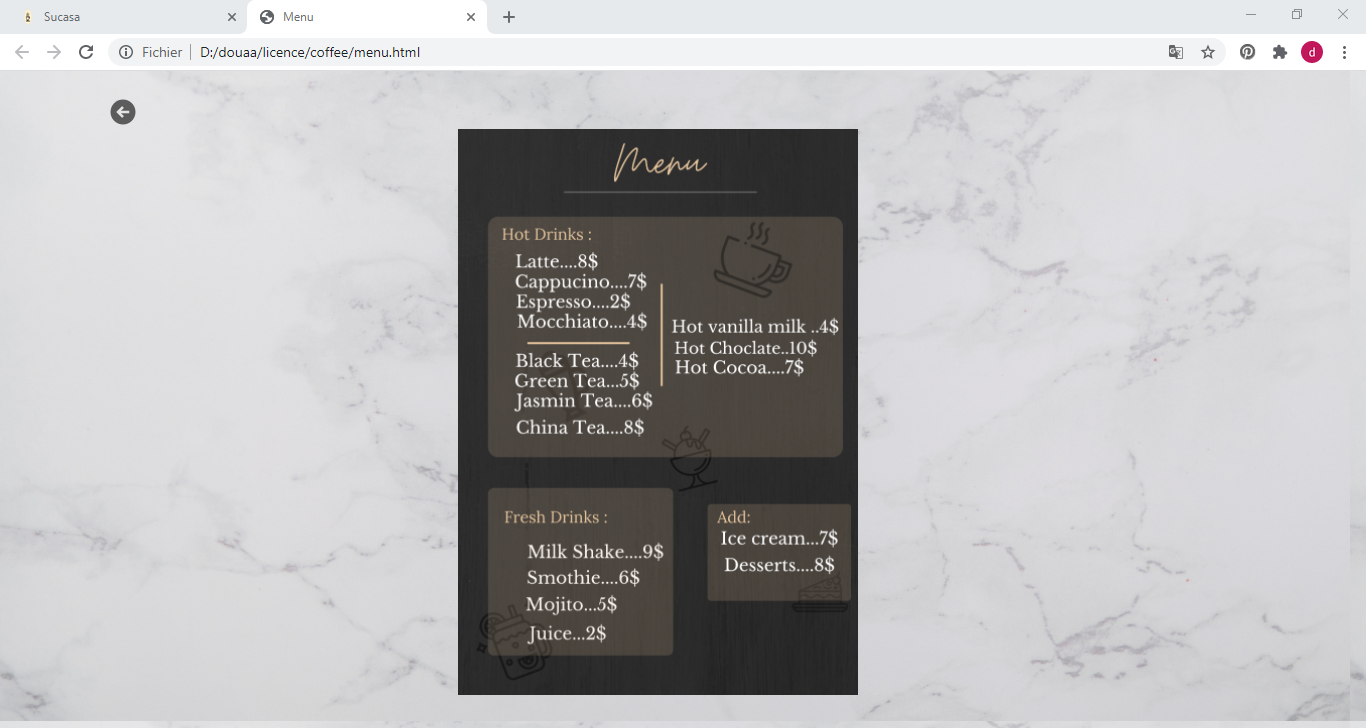 Sucasa
Menu
Fichier
D:/douaa/licence/coffee/menu.html
d
Menu
Hot Drinks :
Latte....8$
Cappucino....7$
Espresso....2$
Mocchiato....4$
Black Tea....4$
Green Tea...5$
Jasmin Tea....6$
China Tea....8$
Hot vanilla milk ..4$
Hot Choclate..10$
Hot Cocoa....7$
Fresh Drinks :
Milk Shake....9$
Smothie....6$
Mojito...5$
Juice...2$
Add:
Ice cream...7$
Desserts....8$